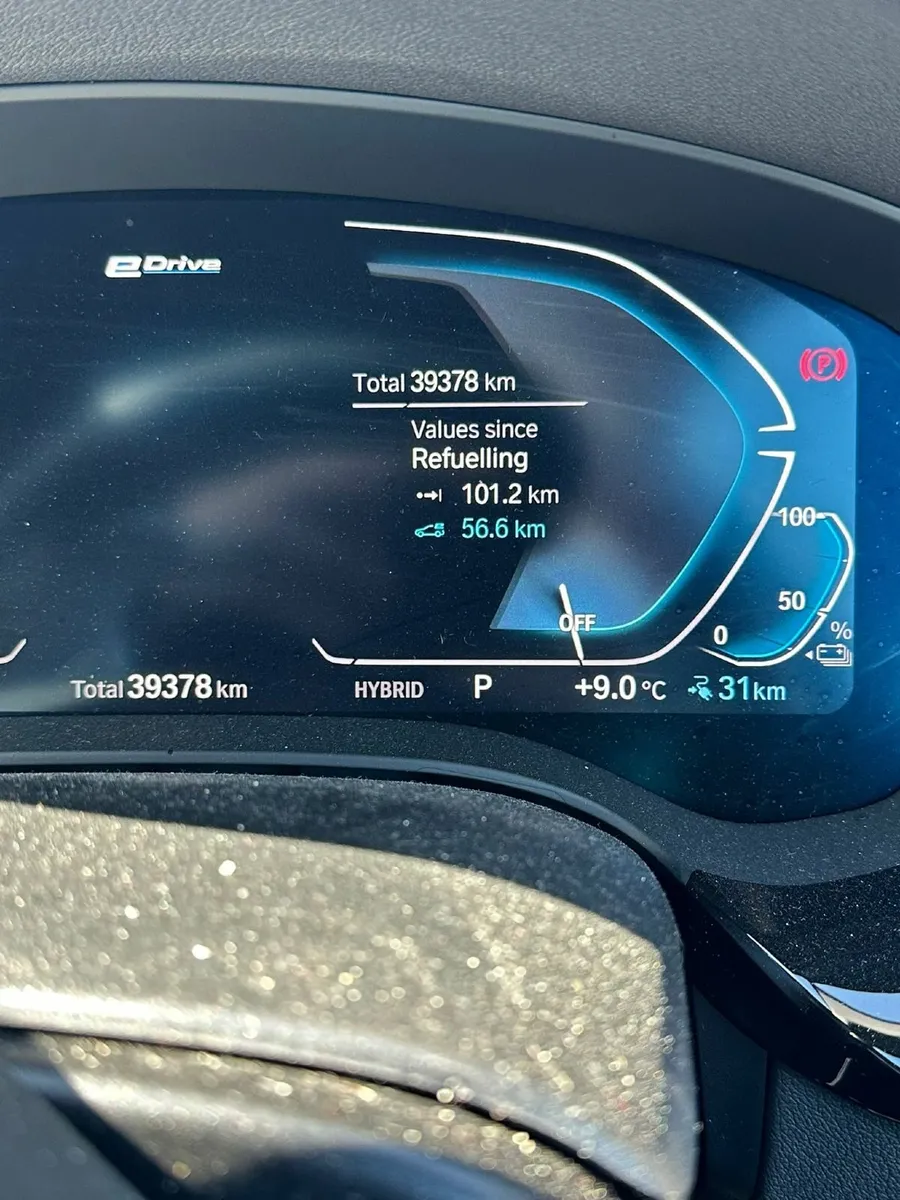 eDrive
Total 39378 km
Values since
Refuelling
101.2 km
56.6 km
P
100
50
0
%
OFF
Total 39378 km
HYBRID
P
+9.0 °C
31 km